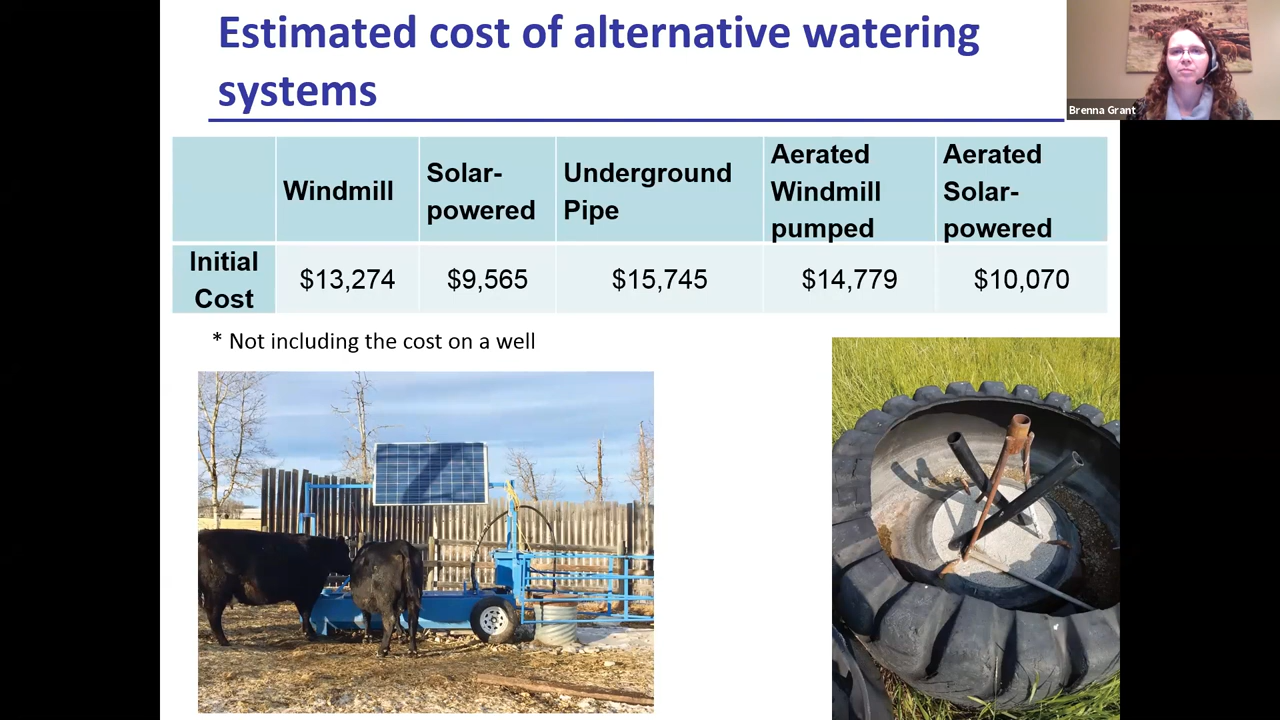 Estimated cost of alternative watering
systems
Brenna Grant
Windmill
Solar-
powered
Underground
Pipe
Aerated
Windmill
pumped
Aerated
Solar-
powered
Initial
Cost
$13,274
$9,565
$15,745
$14,779
$10,070
* Not including the cost on a well